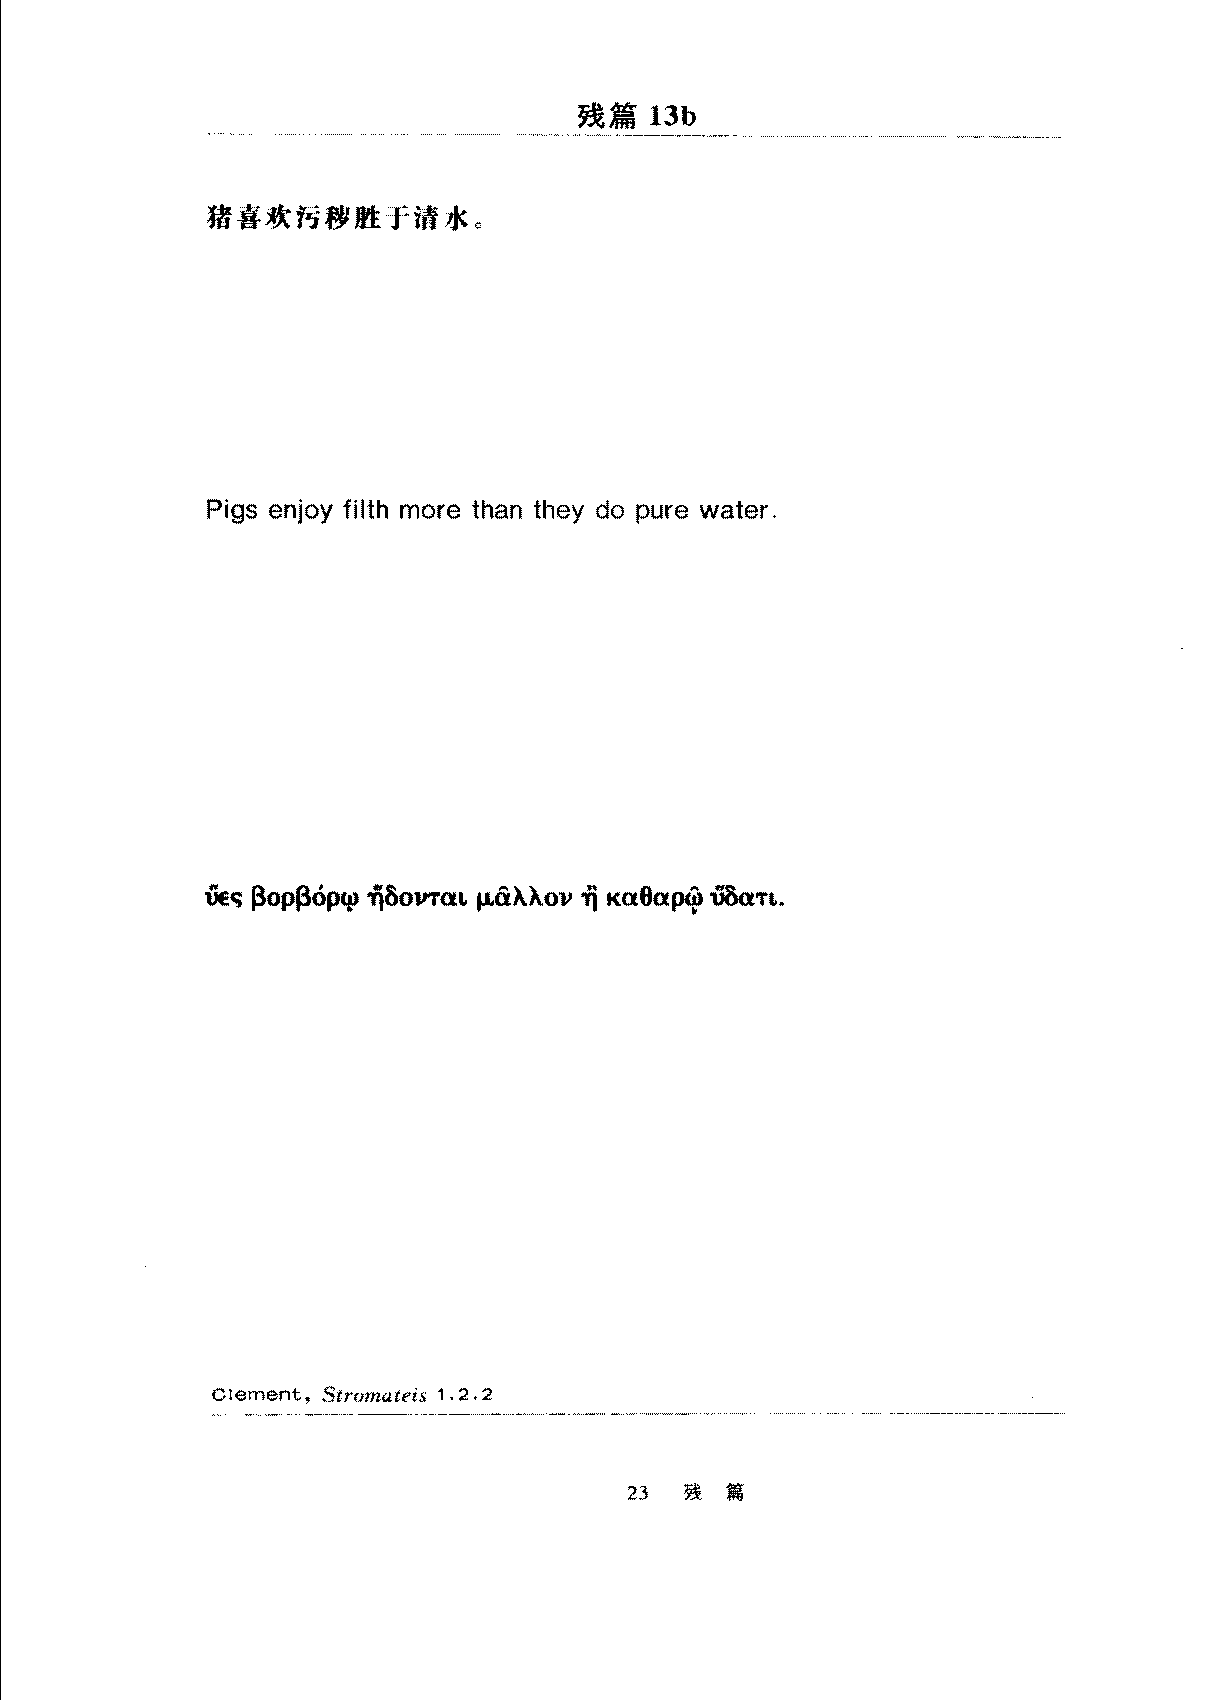 残篇 13b
猪喜欢污秽胜于清水。
Pigs enjoy filth more than they do pure water.
ὕες βορβόρῳ ἥδονται μᾶλλον ἢ καθαρῷ ὕδατι.
Clement, Stromateis 1.2.2
23 残 篇